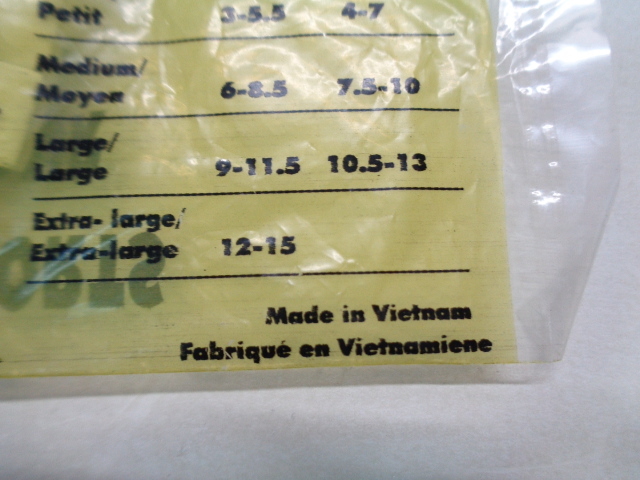 Petit 3-5.5 4-7
Medium/
Moyen 6-8.5 7.5-10
Large/
Large 9-11.5 10.5-13
Extra- large/
Extra-large 12-15
Made in Vietnam
Fabriqué en Vietnamiene